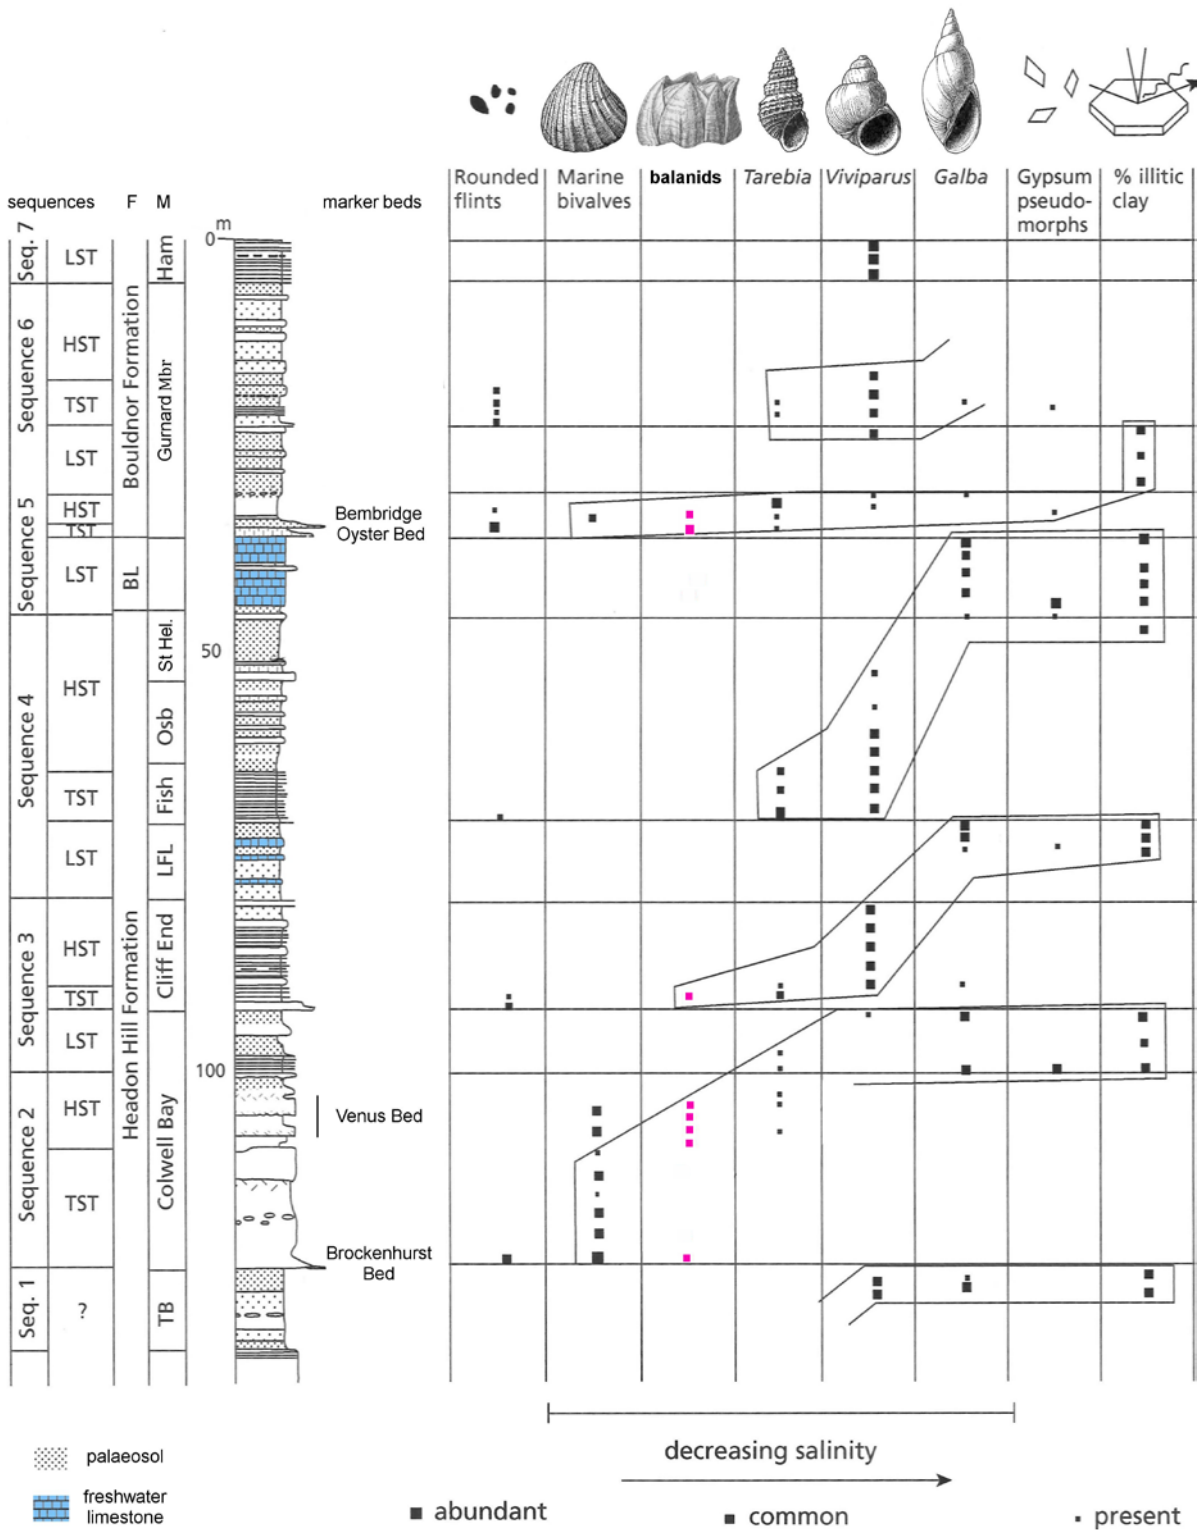 Rounded flints
Marine bivalves
balanids
Tarebia
Viviparus
Galba
Gypsum pseudo-morphs
% illitic clay
sequences
F
M
marker beds
m
0
50
100
Seq. 7
Sequence 6
Sequence 5
Sequence 4
Sequence 3
Sequence 2
Seq. 1
LST
HST
TST
LST
HST
TST
LST
HST
TST
LST
HST
TST
LST
HST
TST
?
Bouldnor Formation
BL
Headon Hill Formation
Ham
Gurnard Mbr
St Hel.
Osb
Fish
LFL
Cliff End
Colwell Bay
TB
Bembridge
Oyster Bed
Venus Bed
Brockenhurst
Bed
decreasing salinity
palaeosol
freshwater
limestone
abundant
common
present